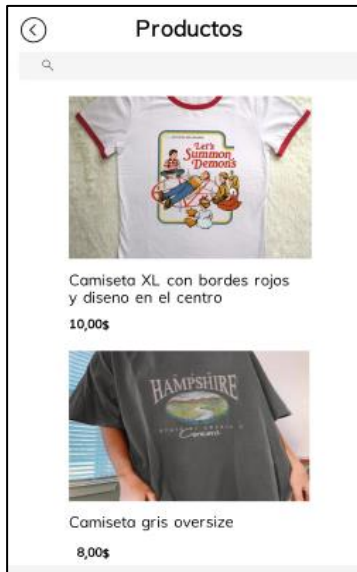 Productos
Let's
Summon
Demons
Camiseta XL con bordes rojos
y diseno en el centro
10,00$
HAMPSHIRE
Camiseta gris oversize
8,00$